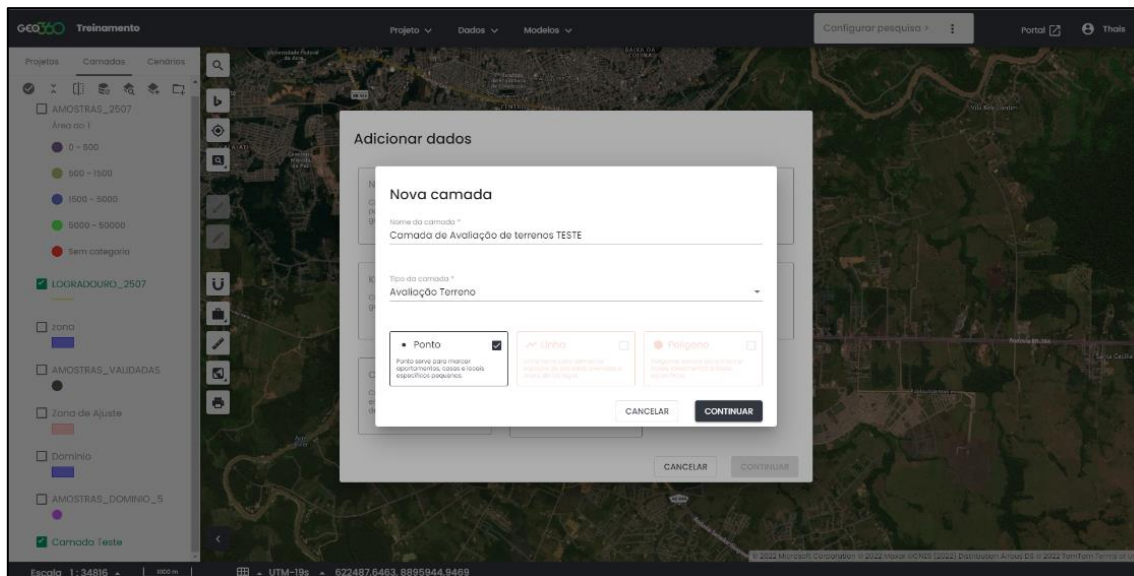 GEO360 Treinamento
Projeto Dados Modelos
Configurar pesquisa
Portal
Thais
Projetos Camadas Cenários
AMOSTRAS_2507
Área do 1
0 - 500
500 - 1500
1500 - 5000
5000 - 50000
Sem categoria
LOGRADOURO_2507
zona
AMOSTRAS_VALIDADAS
Zona de Ajuste
Dominio
AMOSTRAS_DOMINIO_5
Camada Teste
Adicionar dados
Nova camada
Nome da camada *
Camada de Avaliação de terrenos TESTE
Tipo da camada *
Avaliação Terreno
Ponto
Ponto serve para marcar
apartamentos, casas e locais
específicos pequenos.
Linha
Polígono
CANCELAR CONTINUAR
CANCELAR CONTINUAR
Escala 1 : 34816
1000 m
UTM-19s
622487.6463, 8895944.9469